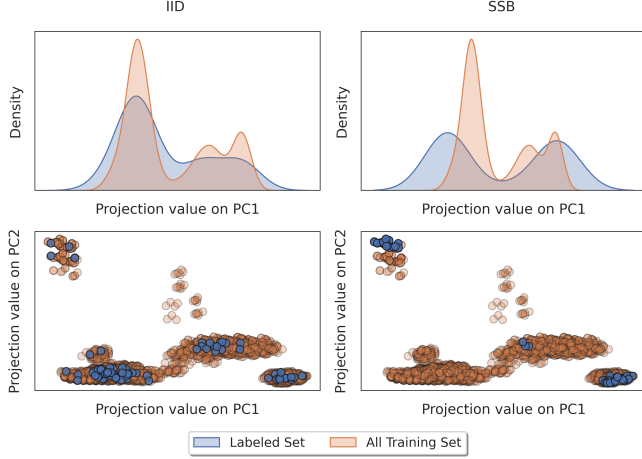 IID
SSB
Density
Density
Projection value on PC1
Projection value on PC1
Projection value on PC2
Projection value on PC2
Projection value on PC1
Projection value on PC1
Labeled Set
All Training Set